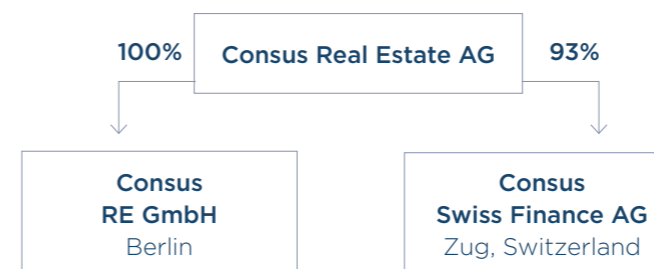 100%
Consus Real Estate AG
93%
Consus
RE GmbH
Berlin
Consus
Swiss Finance AG
Zug, Switzerland